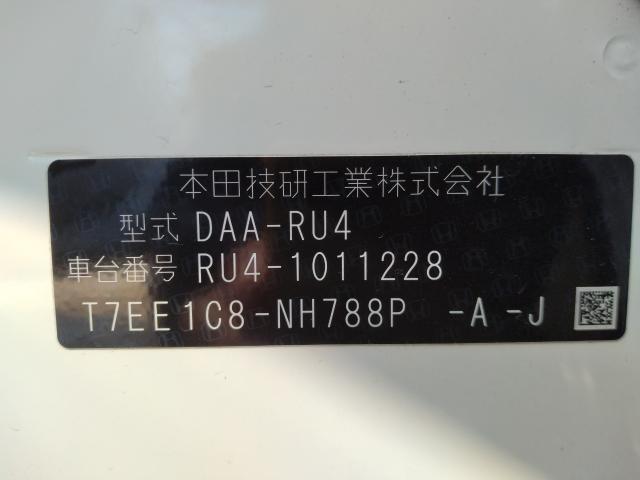 本田技研工業株式会社
型式 DAA-RU4
車台番号 RU4-1011228
T7EE1C8-NH788P -A -J